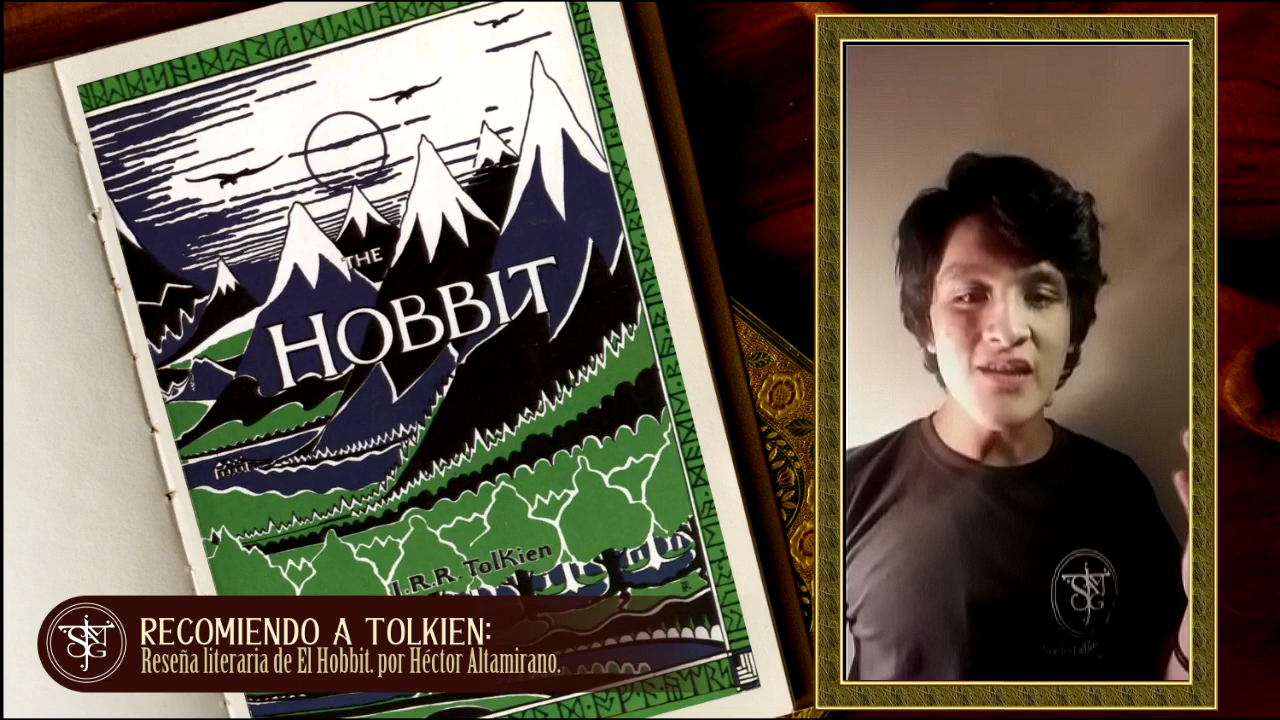 THE
HOBBIT
J.R.R. Tolkien
RECOMIENDO A TOLKIEN:
Reseña literaria de El Hobbit. por Héctor Altamirano.